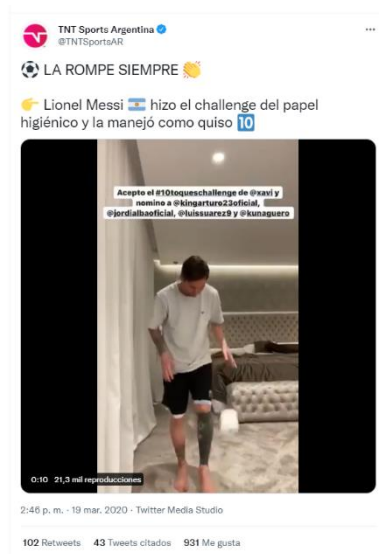 TNT Sports Argentina
@TNTSportsAR
⚽ LA ROMPE SIEMPRE 👏
👉 Lionel Messi 🇦🇷 hizo el challenge del papel
higiénico y la manejó como quiso 🔟
Acepto el #10toqueschallenge de @xavi y
nomino a @kingarturo23oficial,
@jordialbaoficial, @luissuarez9 y @kunaguero
0:10 21,3 mil reproducciones
2:46 p. m. · 19 mar. 2020 · Twitter Media Studio
102 Retweets 43 Tweets citados 931 Me gusta